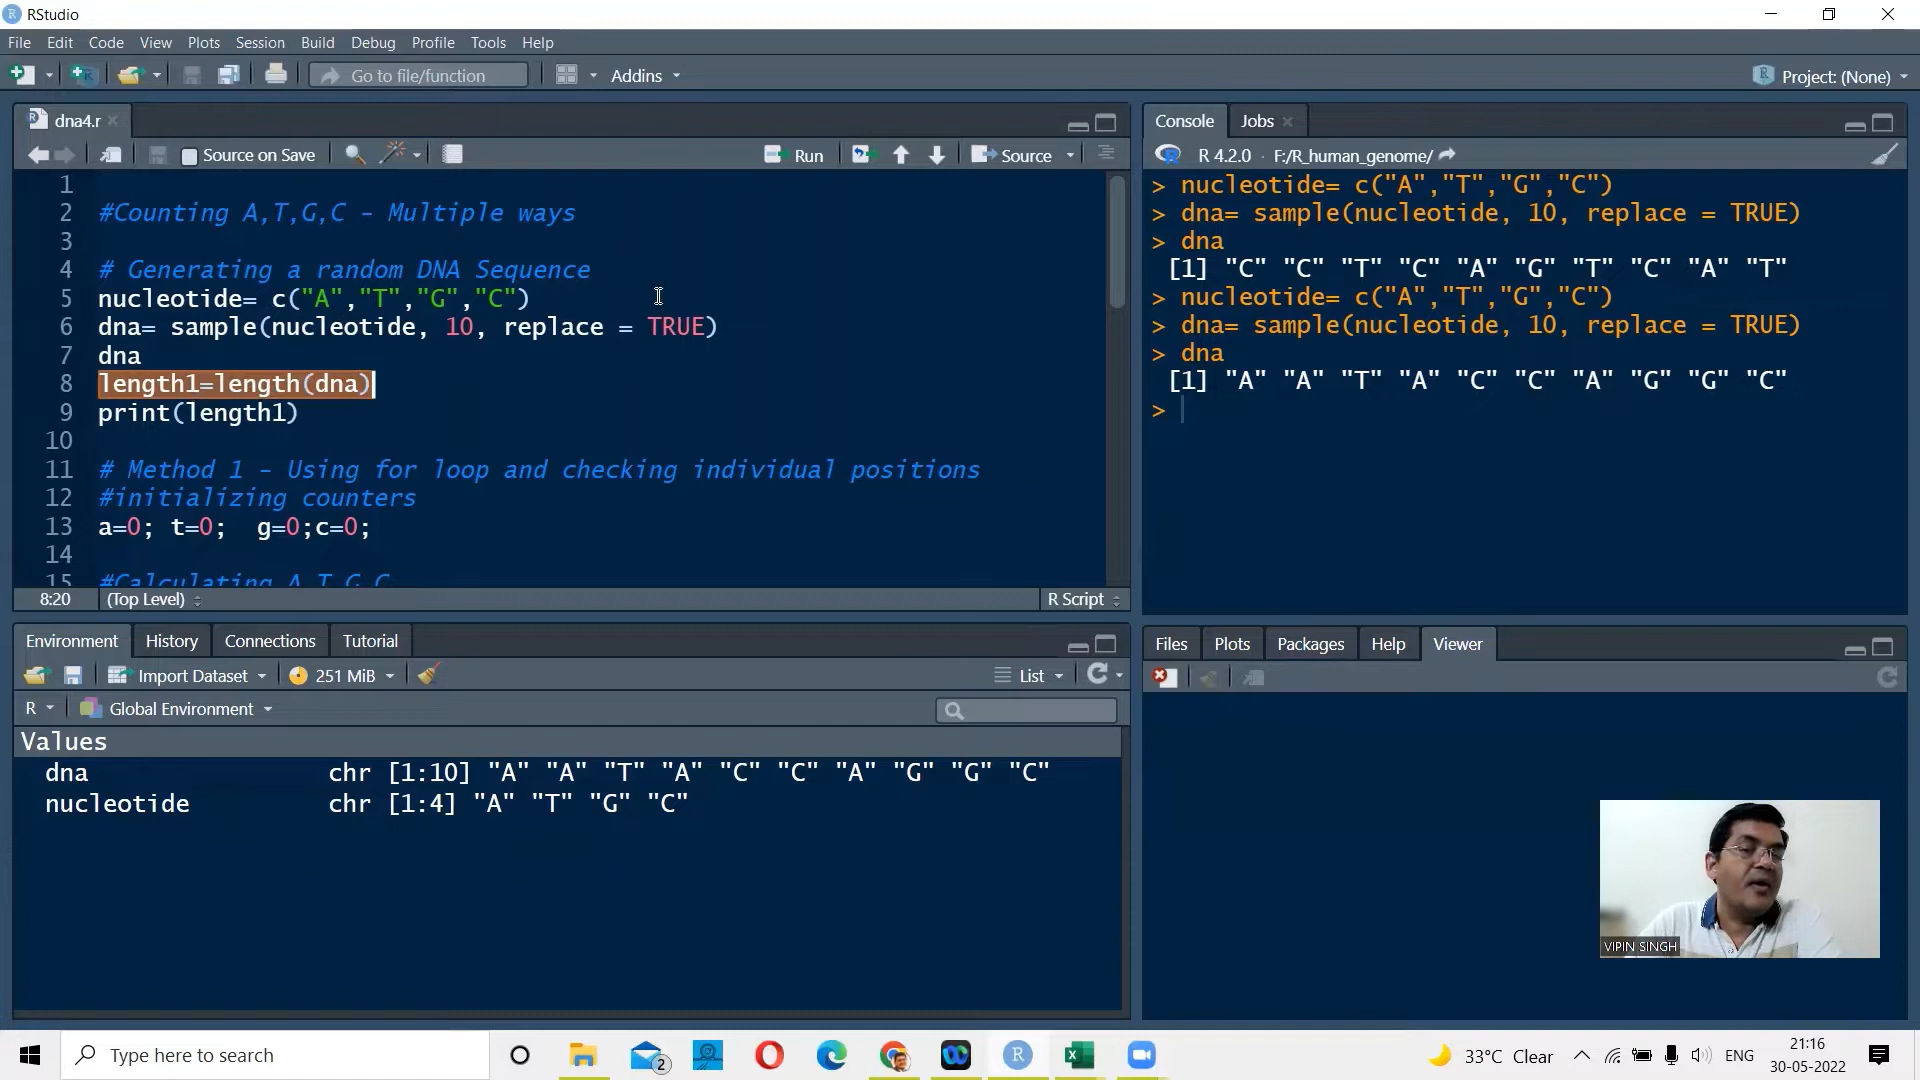 RStudio
File Edit Code View Plots Session Build Debug Profile Tools Help
Go to file/function Addins Project: (None)
dna4.r
Source on Save Run Source
1
2 #Counting A,T,G,C - Multiple ways
3
4 # Generating a random DNA Sequence
5 nucleotide= c("A","T","G","C")
6 dna= sample(nucleotide, 10, replace = TRUE)
7 dna
8 length1=length(dna)
9 print(length1)
10
11 # Method 1 - Using for loop and checking individual positions
12 #initializing counters
13 a=0; t=0;  g=0;c=0;
14
15 #Calculating A,T,G,C
8:20 (Top Level) R Script
Console Jobs
R 4.2.0 · F:/R_human_genome/
> nucleotide= c("A","T","G","C")
> dna= sample(nucleotide, 10, replace = TRUE)
> dna
[1] "C" "C" "T" "C" "A" "G" "T" "C" "A" "T"
> nucleotide= c("A","T","G","C")
> dna= sample(nucleotide, 10, replace = TRUE)
> dna
[1] "A" "A" "T" "A" "C" "C" "A" "G" "G" "C"
>
Environment History Connections Tutorial
Import Dataset 251 MiB List
R Global Environment
Values
dna chr [1:10] "A" "A" "T" "A" "C" "C" "A" "G" "G" "C"
nucleotide chr [1:4] "A" "T" "G" "C"
Files Plots Packages Help Viewer
VIPIN SINGH
Type here to search
2
33°C Clear
ENG
21:16
30-05-2022